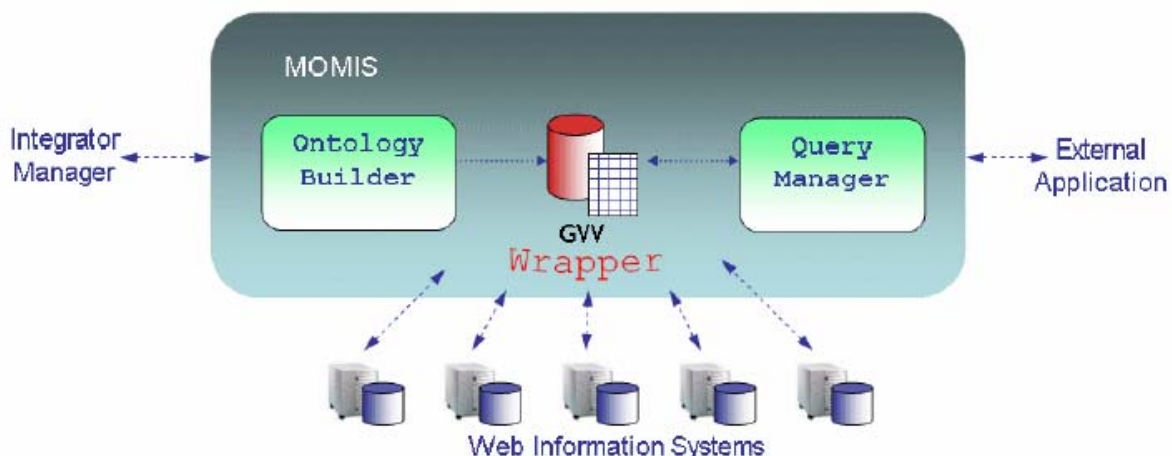 MOMIS
Integrator
Manager
Ontology
Builder
Query
Manager
External
Application
GVV
Wrapper
Web Information Systems